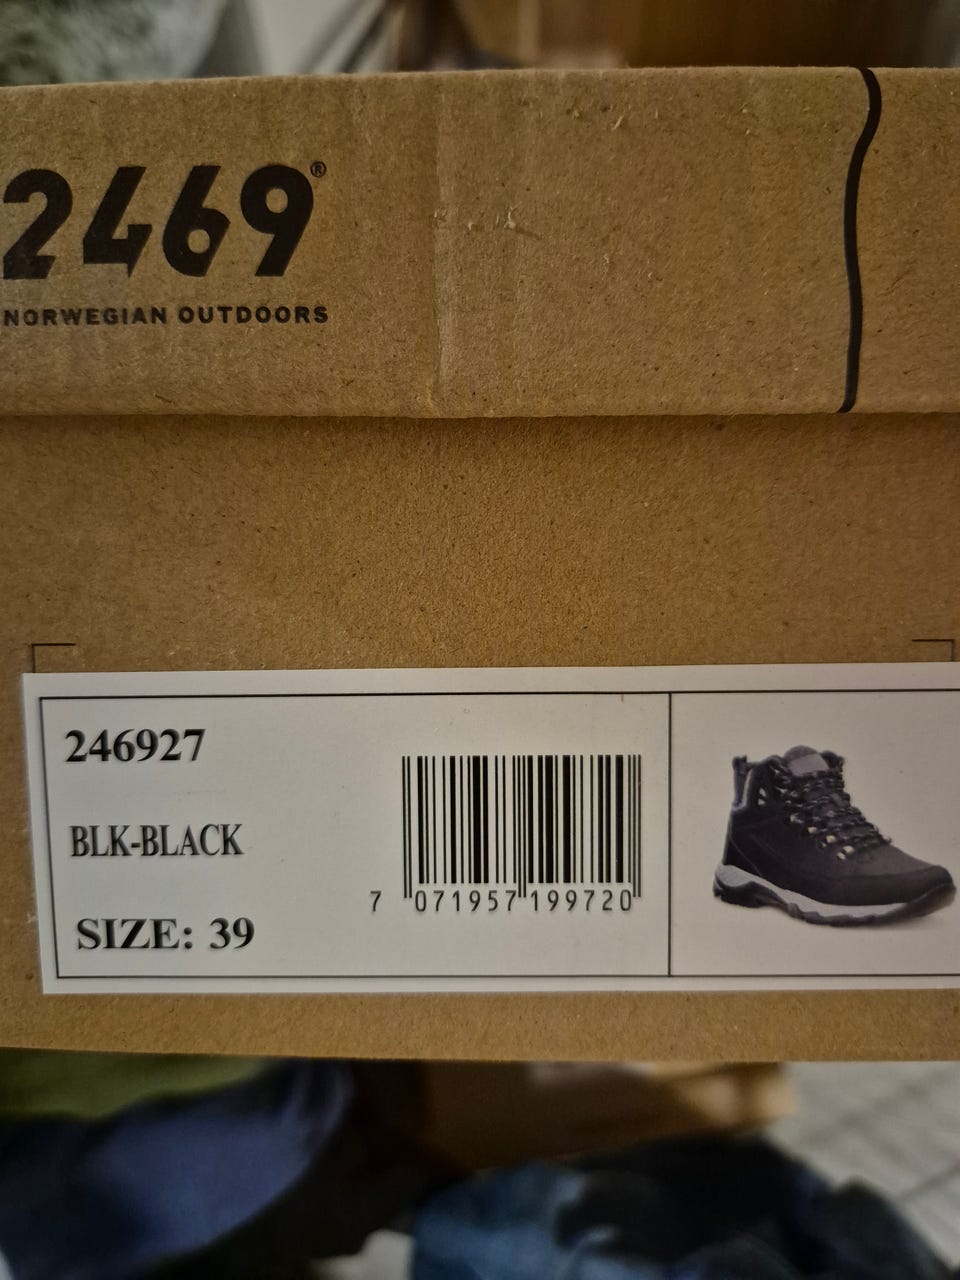 2469®
NORWEGIAN OUTDOORS
246927
BLK-BLACK
SIZE: 39
7 071957 199720